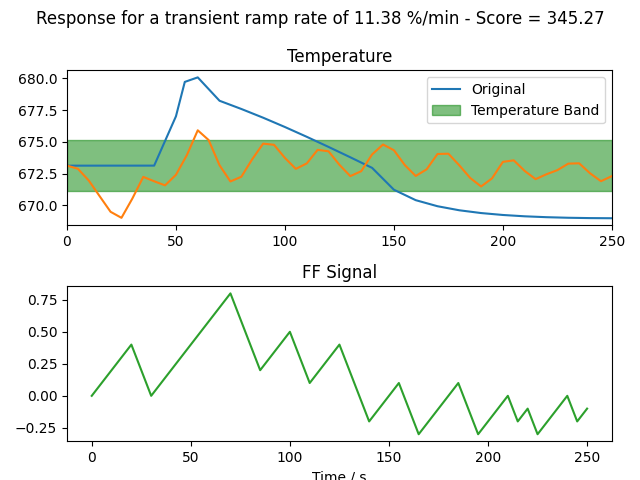 Response for a transient ramp rate of 11.38 %/min - Score = 345.27
Temperature
680.0
677.5
675.0
672.5
670.0
Original
Temperature Band
0 50 100 150 200 250
FF Signal
0.75
0.50
0.25
0.00
−0.25
0 50 100 150 200 250
Time / s